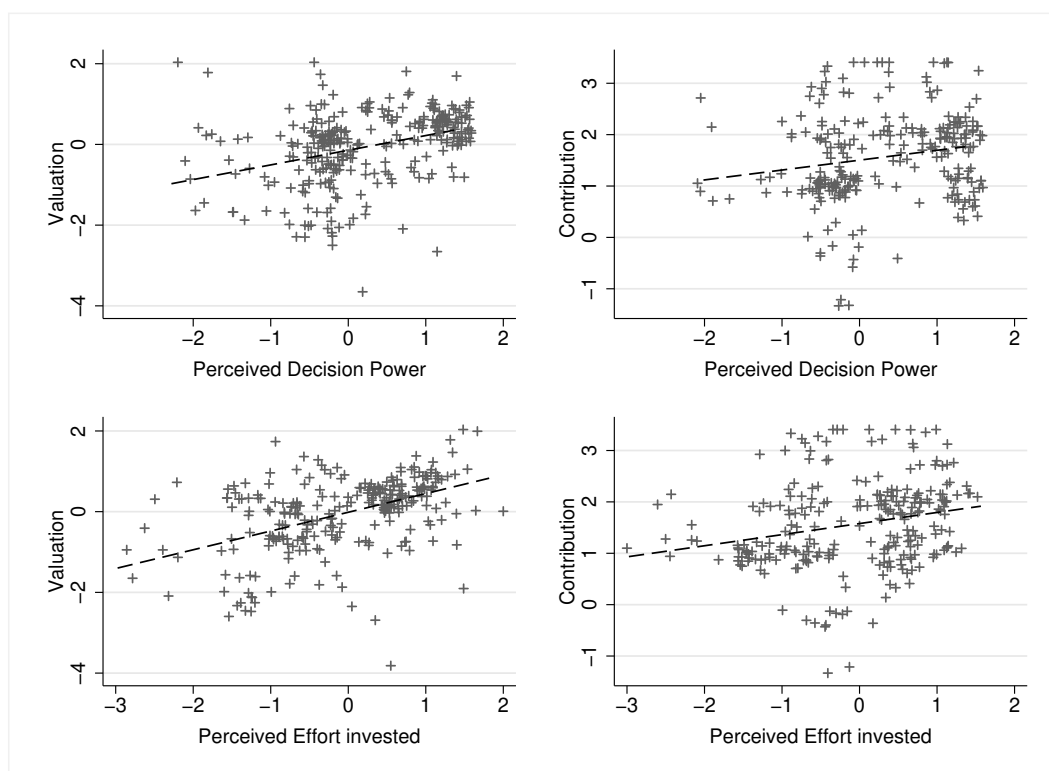 Valuation
2
0
−2
−4
−2 −1 0 1 2
Perceived Decision Power
Contribution
3
2
1
0
−1
−2 −1 0 1 2
Perceived Decision Power
Valuation
2
0
−2
−4
−3 −2 −1 0 1 2
Perceived Effort invested
Contribution
3
2
1
0
−1
−3 −2 −1 0 1 2
Perceived Effort invested